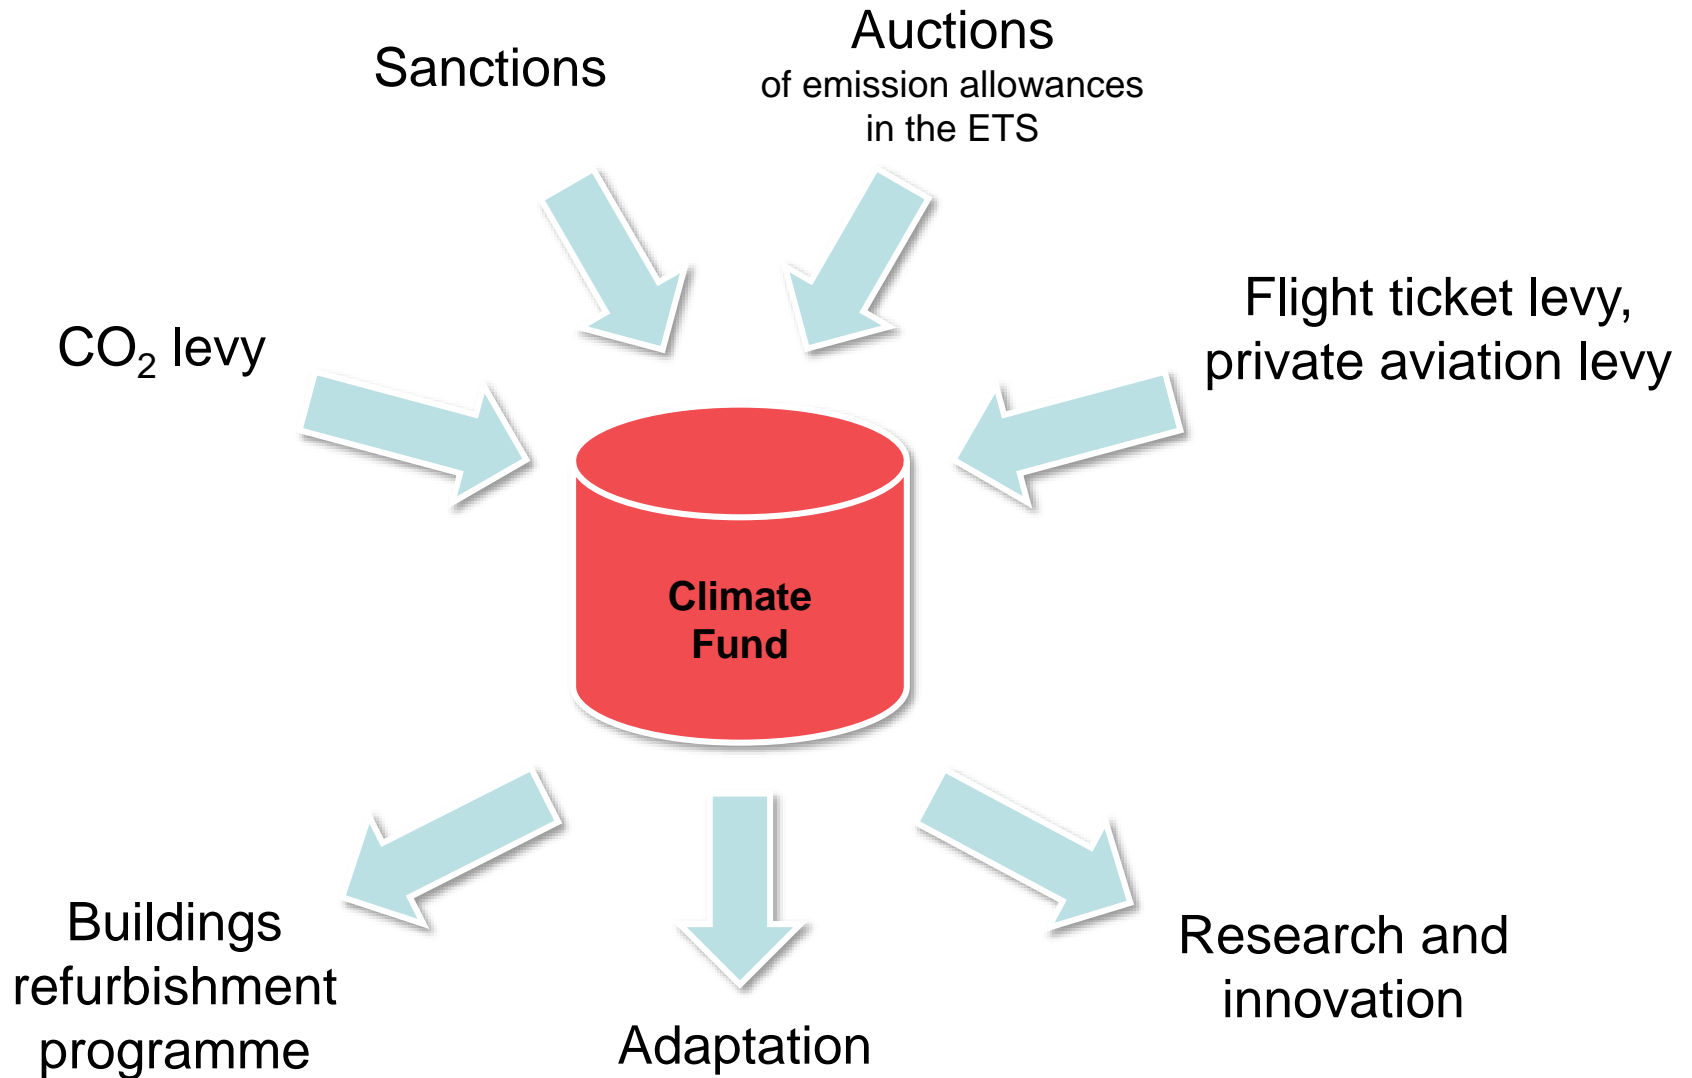 Sanctions
Auctions
of emission allowances
in the ETS
CO₂ levy
Flight ticket levy,
private aviation levy
Climate
Fund
Buildings
refurbishment
programme
Adaptation
Research and
innovation